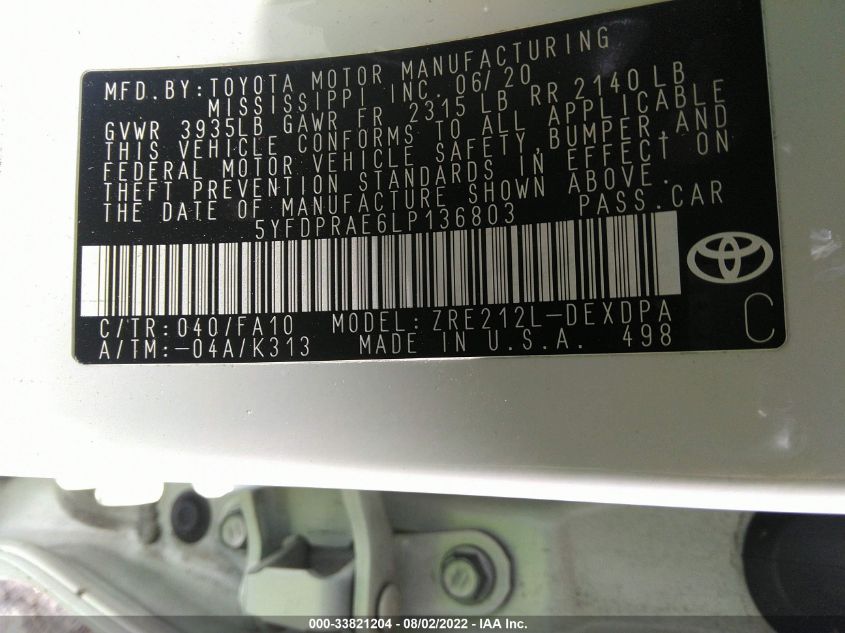 MFD. BY: TOYOTA MOTOR MANUFACTURING
MISSISSIPPI INC. 06/20
GVWR 3935LB GAWR FR 2315 LB RR 2140 LB
THIS VEHICLE CONFORMS TO ALL APPLICABLE
FEDERAL MOTOR VEHICLE SAFETY, BUMPER, AND
THEFT PREVENTION STANDARDS IN EFFECT ON
THE DATE OF MANUFACTURE SHOWN ABOVE.
5YFDPRAE6LP136803 PASS. CAR
C/TR: 040/FA10 MODEL: ZRE212L-DEXDPA
A/TM: -04A/K313 MADE IN U.S.A. 498
C
000-33821204 - 08/02/2022 - IAA Inc.